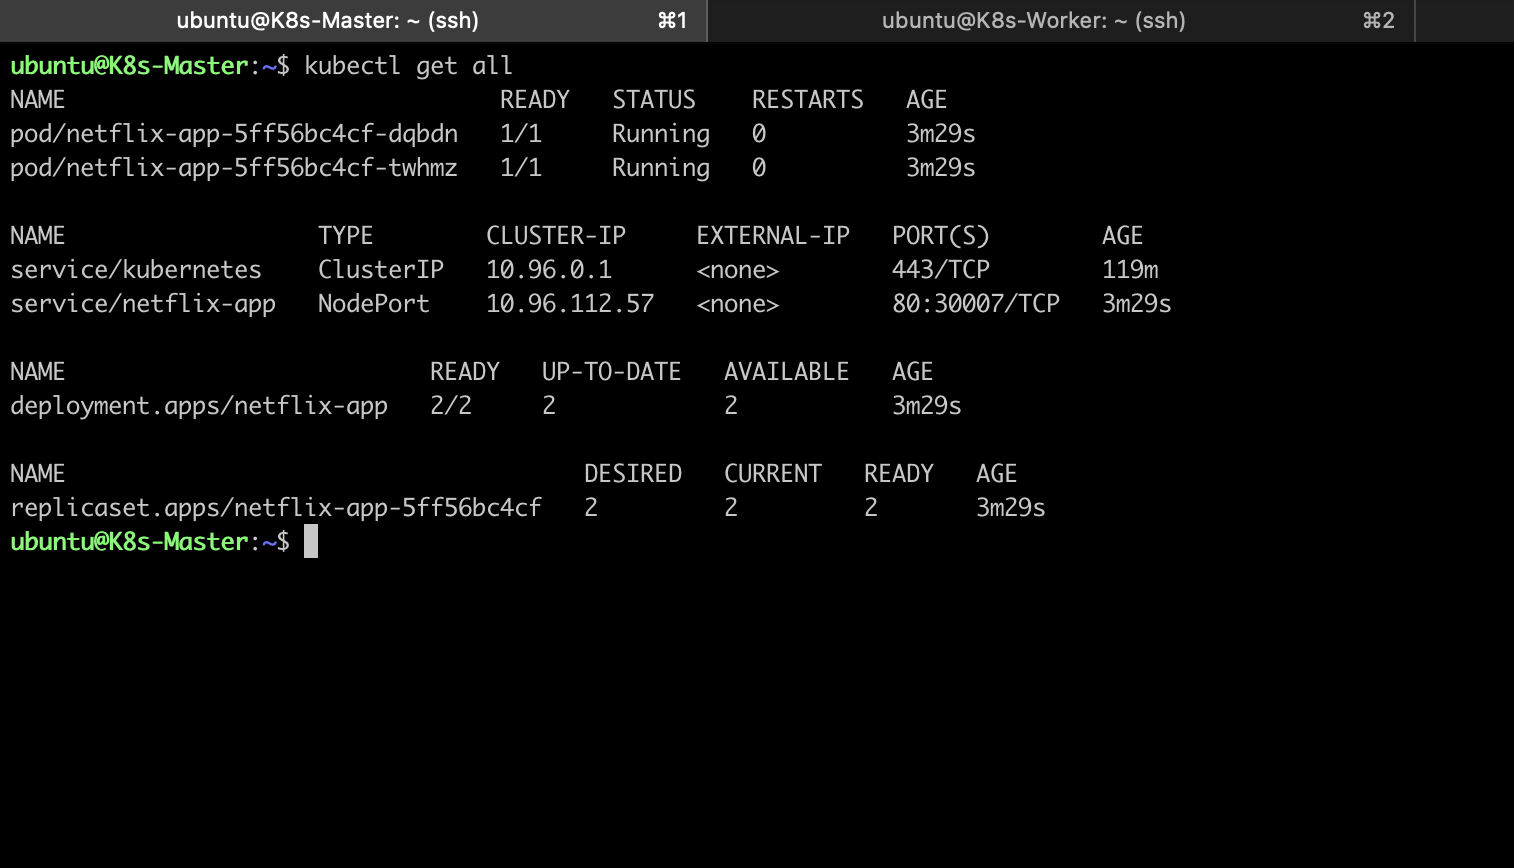 ubuntu@K8s-Master: ~ (ssh) ⌘1 ubuntu@K8s-Worker: ~ (ssh) ⌘2
ubuntu@K8s-Master:~$ kubectl get all
NAME READY STATUS RESTARTS AGE
pod/netflix-app-5ff56bc4cf-dqbdn 1/1 Running 0 3m29s
pod/netflix-app-5ff56bc4cf-twhmz 1/1 Running 0 3m29s
NAME TYPE CLUSTER-IP EXTERNAL-IP PORT(S) AGE
service/kubernetes ClusterIP 10.96.0.1 <none> 443/TCP 119m
service/netflix-app NodePort 10.96.112.57 <none> 80:30007/TCP 3m29s
NAME READY UP-TO-DATE AVAILABLE AGE
deployment.apps/netflix-app 2/2 2 2 3m29s
NAME DESIRED CURRENT READY AGE
replicaset.apps/netflix-app-5ff56bc4cf 2 2 2 3m29s
ubuntu@K8s-Master:~$